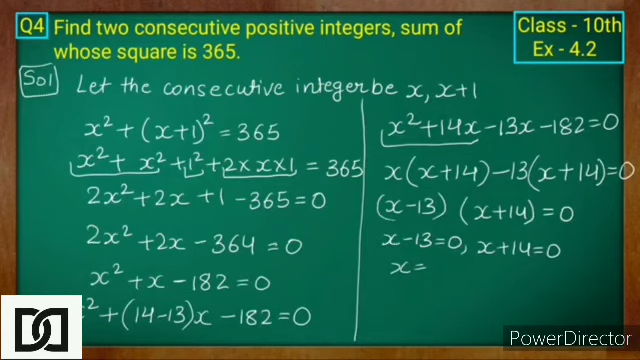 Q4 Find two consecutive positive integers, sum of
whose square is 365.
Class - 10th
Ex - 4.2
Sol Let the consecutive integer be x, x+1
x² + (x+1)² = 365
x² + x² + 1² + 2×x×1 = 365
2x² + 2x + 1 - 365 = 0
2x² + 2x - 364 = 0
x² + x - 182 = 0
² + (14-13)x - 182 = 0
x² + 14x - 13x - 182 = 0
x(x+14) - 13(x+14) = 0
(x-13) (x+14) = 0
x-13=0, x+14=0
x=
PowerDirector